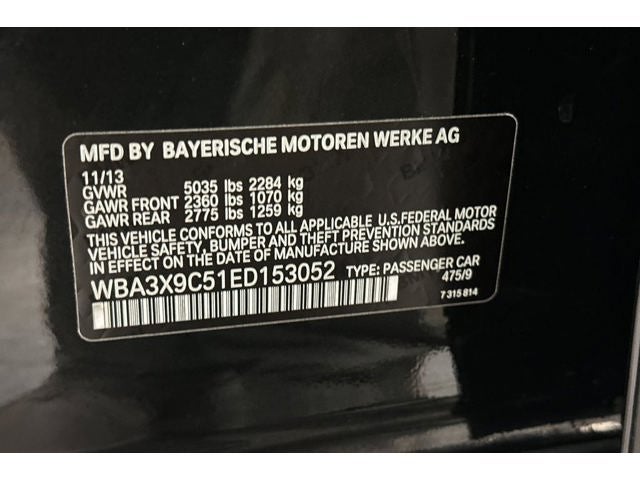 MFD BY BAYERISCHE MOTOREN WERKE AG
11/13
GVWR 5035 lbs 2284 kg
GAWR FRONT 2360 lbs 1070 kg
GAWR REAR 2775 lbs 1259 kg
THIS VEHICLE CONFORMS TO ALL APPLICABLE U.S.FEDERAL MOTOR
VEHICLE SAFETY, BUMPER AND THEFT PREVENTION STANDARDS
IN EFFECT ON THE DATE OF MANUFACTURE SHOWN ABOVE.
WBA3X9C51ED153052 TYPE: PASSENGER CAR
475/9
7 315 814